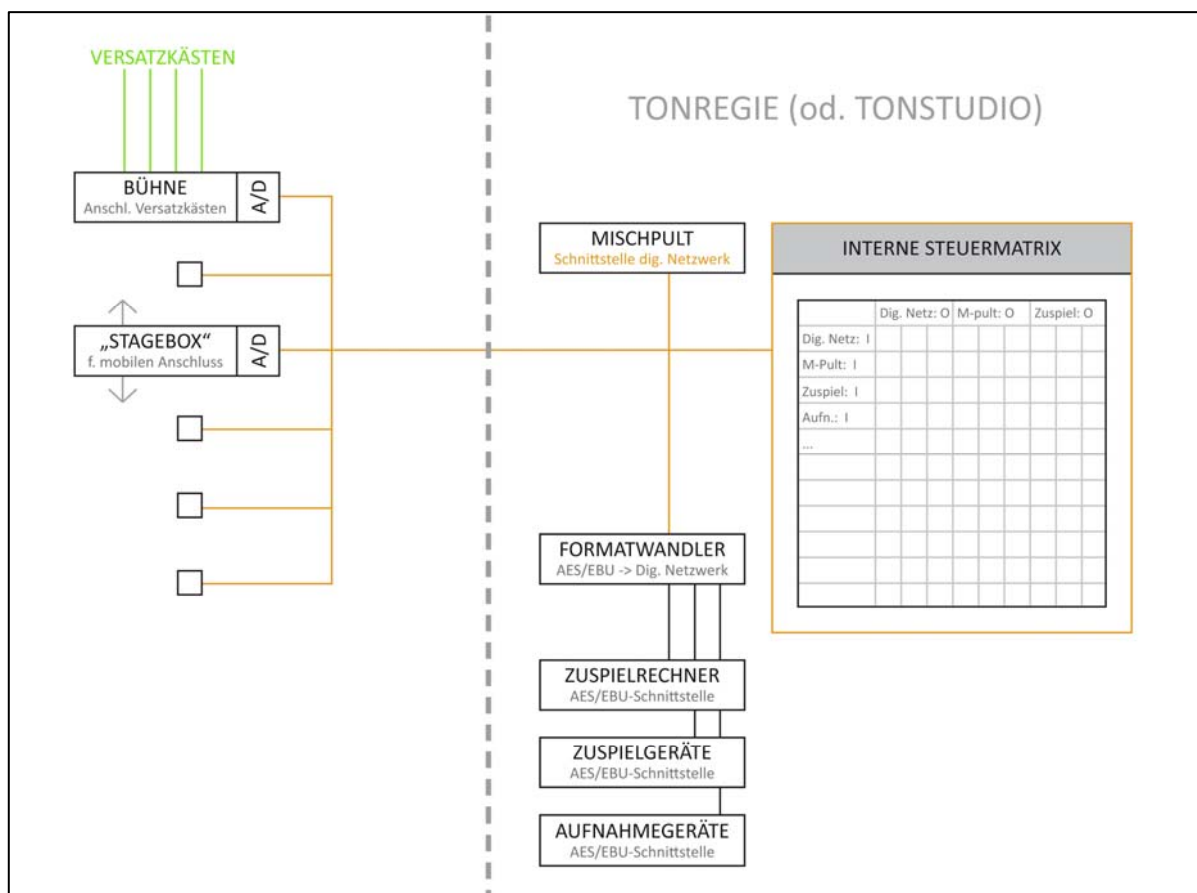 VERSATZKÄSTEN
TONREGIE (od. TONSTUDIO)
BÜHNE
Anschl. Versatzkästen
A/D
MISCHPULT
Schnittstelle dig. Netzwerk
INTERNE STEUERMATRIX
Dig. Netz: O M-pult: O Zuspiel: O
Dig. Netz: I
M-Pult: I
Zuspiel: I
Aufn.: I
...
„STAGEBOX“
f. mobilen Anschluss
A/D
FORMATWANDLER
AES/EBU -> Dig. Netzwerk
ZUSPIELRECHNER
AES/EBU-Schnittstelle
ZUSPIELGERÄTE
AES/EBU-Schnittstelle
AUFNAHMEGERÄTE
AES/EBU-Schnittstelle